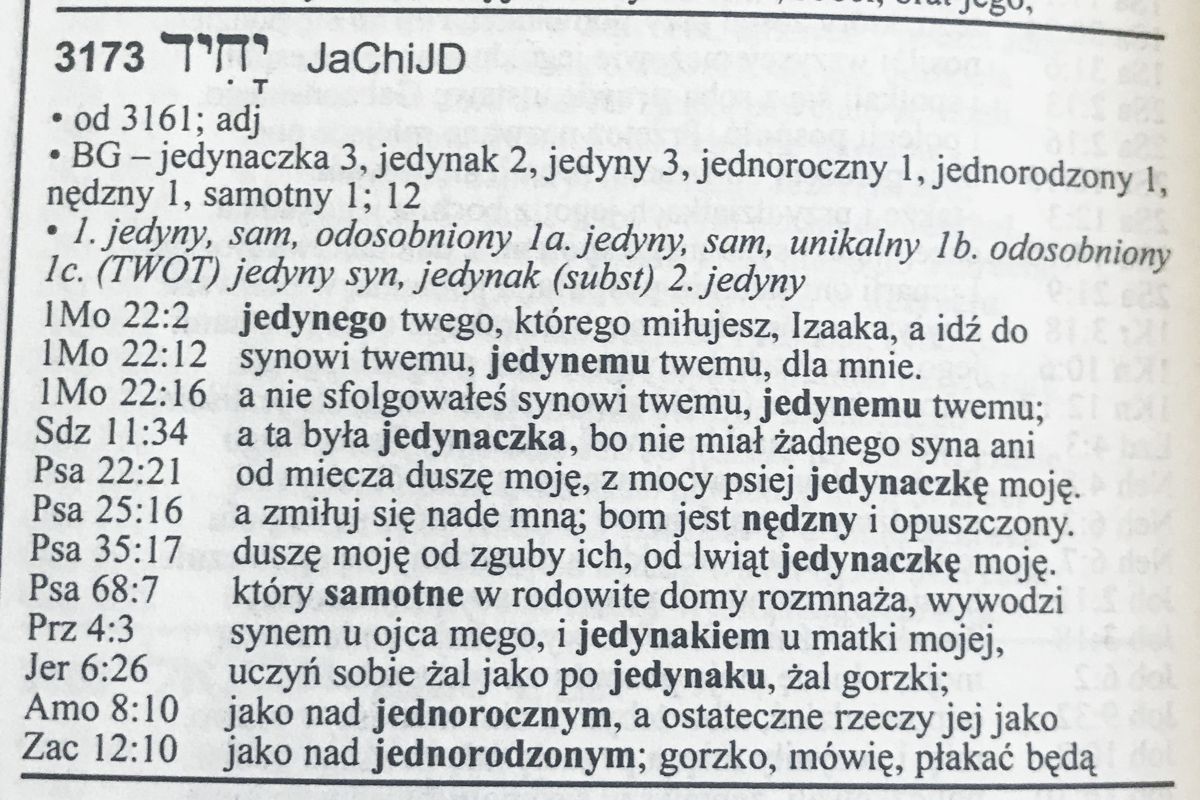 3173 יָחִיד JaChiJD
• od 3161; adj
• BG – jedynaczka 3, jedynak 2, jedyny 3, jednoroczny 1, jednorodzony 1,
nędzny 1, samotny 1; 12
• 1. jedyny, sam, odosobniony 1a. jedyny, sam, unikalny 1b. odosobniony
1c. (TWOT) jedyny syn, jedynak (subst) 2. jedyny
1Mo 22:2 jedynego twego, którego miłujesz, Izaaka, a idź do
1Mo 22:12 synowi twemu, jedynemu twemu, dla mnie.
1Mo 22:16 a nie sfolgowałeś synowi twemu, jedynemu twemu;
Sdz 11:34 a ta była jedynaczka, bo nie miał żadnego syna ani
Psa 22:21 od miecza duszę moję, z mocy psiej jedynaczkę moję.
Psa 25:16 a zmiłuj się nade mną; bom jest nędzny i opuszczony.
Psa 35:17 duszę moję od zguby ich, od lwiąt jedynaczkę moję.
Psa 68:7 który samotne w rodowite domy rozmnaża, wywodzi
Prz 4:3 synem u ojca mego, i jedynakiem u matki mojej,
Jer 6:26 uczyń sobie żal jako po jedynaku, żal gorzki;
Amo 8:10 jako nad jednorocznym, a ostateczne rzeczy jej jako
Zac 12:10 jako nad jednorodzonym; gorzko, mówię, płakać będą